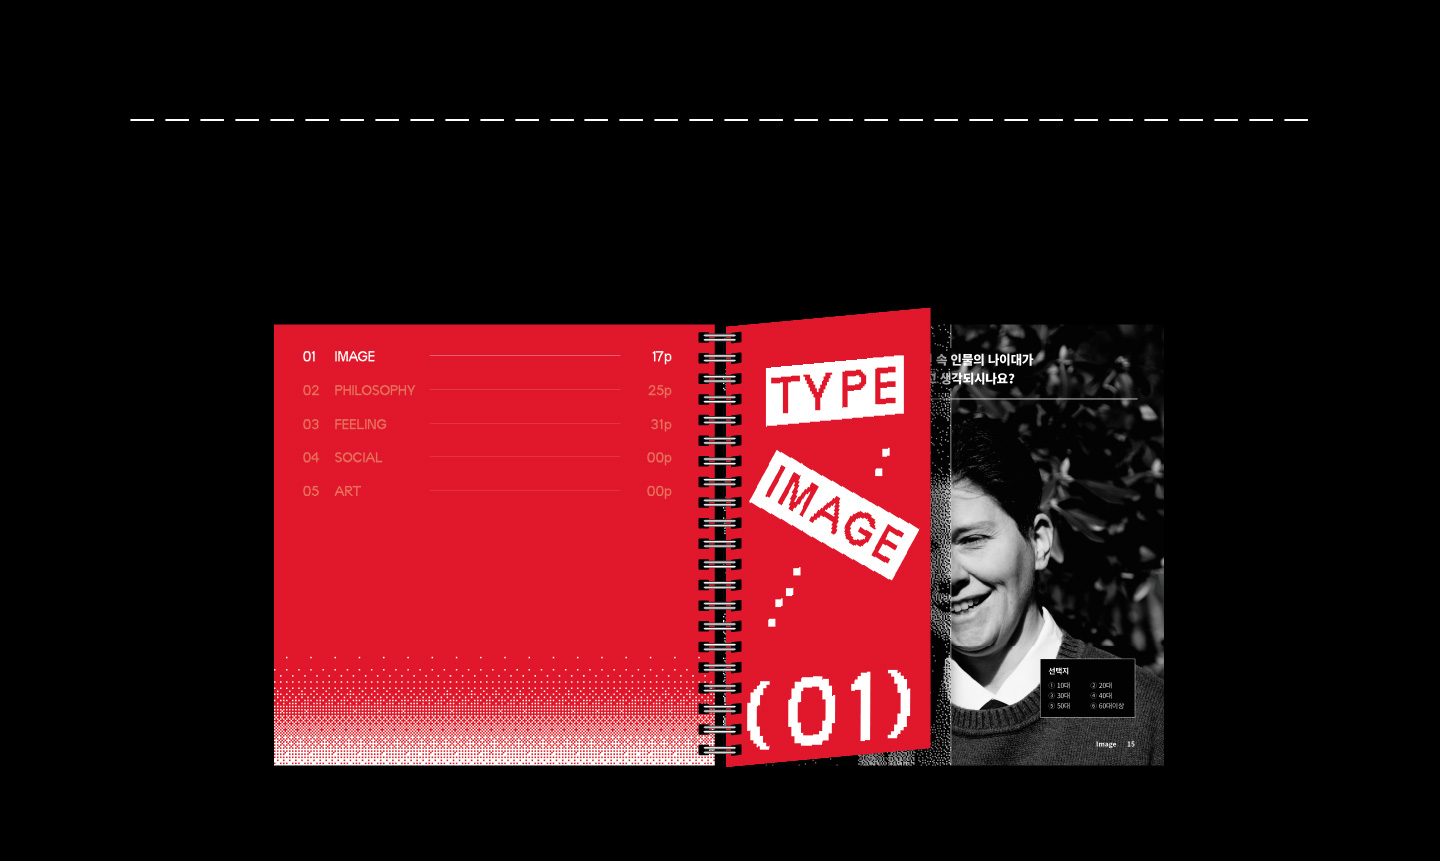 01 IMAGE 17p
02 PHILOSOPHY 25p
03 FEELING 31p
04 SOCIAL 00p
05 ART 00p
TYPE
IMAGE
(01)
속 인물의 나이대가
생각되시나요?
선택지
① 10대 ② 20대
③ 30대 ④ 40대
⑤ 50대 ⑥ 60대이상
Image 15